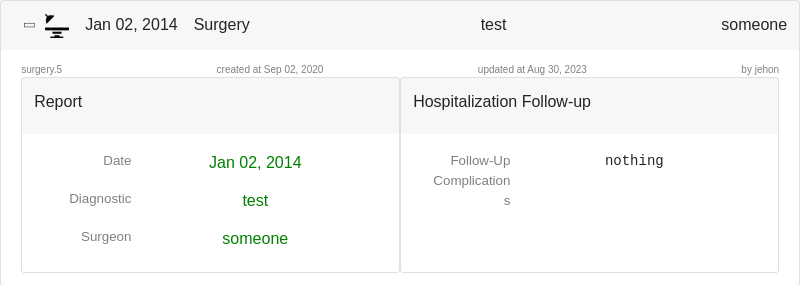 Jan 02, 2014 Surgery test someone
surgery.5 created at Sep 02, 2020 updated at Aug 30, 2023 by jehon
Report
Date Jan 02, 2014
Diagnostic test
Surgeon someone
Hospitalization Follow-up
Follow-Up nothing
Complication
s